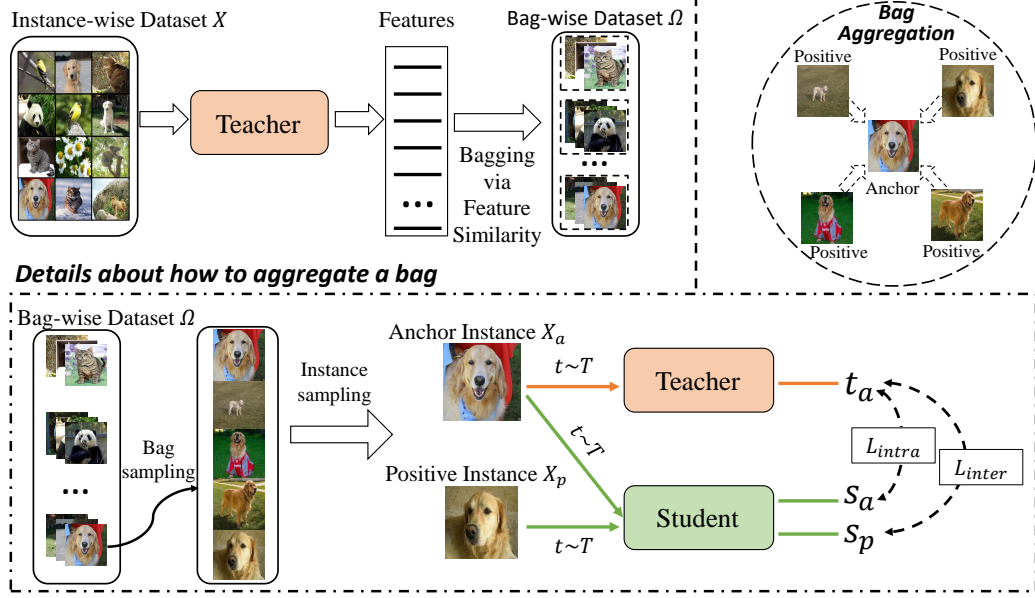 Instance-wise Dataset X
Teacher
Features
...
Bagging
via
Feature
Similarity
Bag-wise Dataset Ω
...
Bag
Aggregation
Positive
Positive
Anchor
Positive
Positive
Details about how to aggregate a bag
Bag-wise Dataset Ω
...
Bag
sampling
Instance
sampling
Anchor Instance X_a
t~T
Teacher
t_a
t~T
L_intra
L_inter
Positive Instance X_p
t~T
Student
s_a
s_p